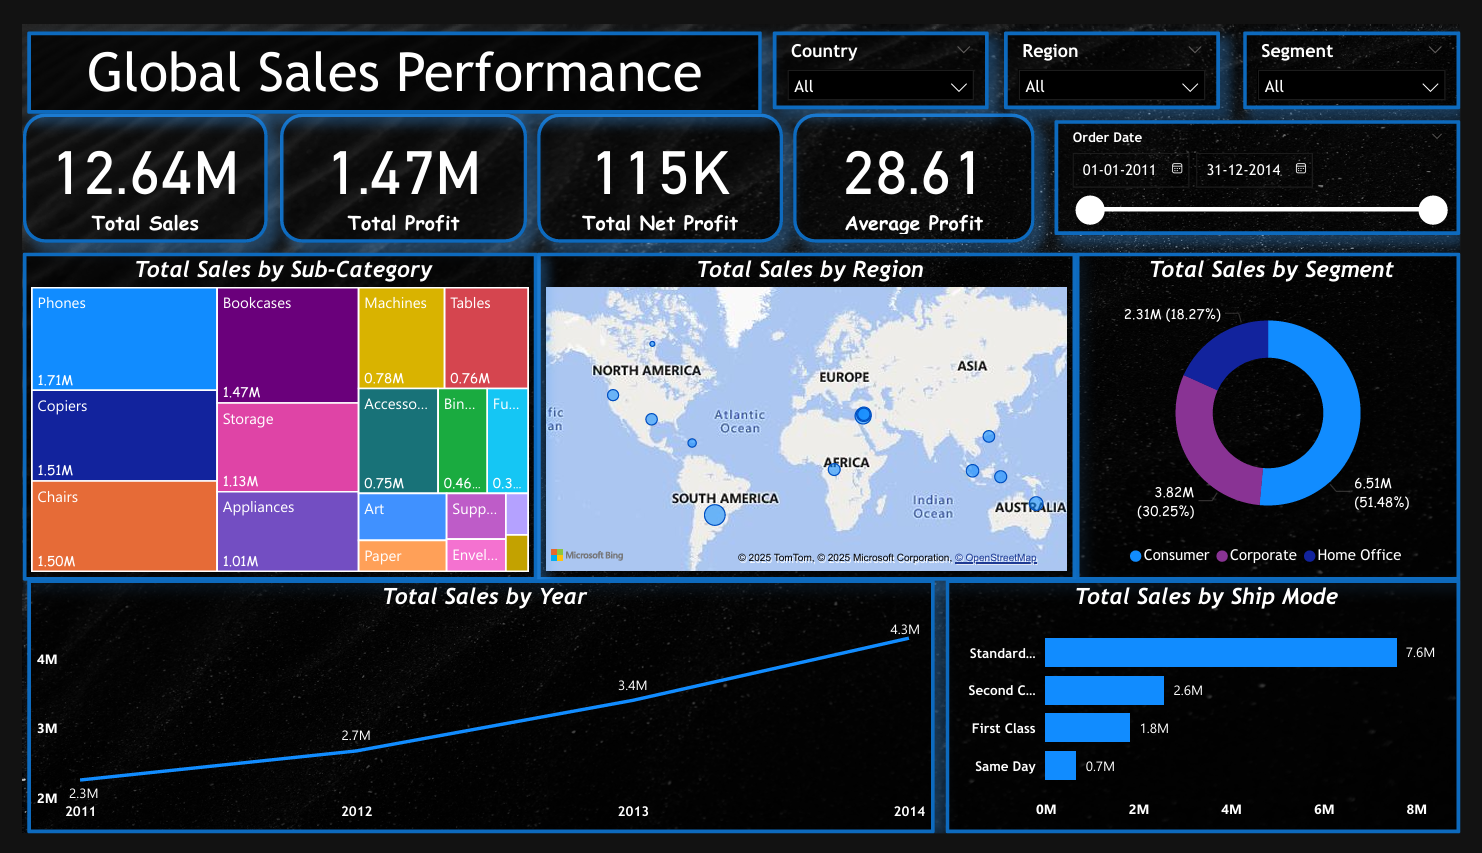 Global Sales Performance
Country
All
Region
All
Segment
All
12.64M
Total Sales
1.47M
Total Profit
115K
Total Net Profit
28.61
Average Profit
Order Date
01-01-2011
31-12-2014
Total Sales by Sub-Category
Phones
1.71M
Copiers
1.51M
Chairs
1.50M
Bookcases
1.47M
Storage
1.13M
Appliances
1.01M
Machines
0.78M
Tables
0.76M
Accesso...
0.75M
Bin...
0.46...
Fu...
0.3...
Art
Paper
Supp...
Envel...
Total Sales by Region
NORTH AMERICA
EUROPE
ASIA
fic
an
Atlantic
Ocean
AFRICA
SOUTH AMERICA
Indian
Ocean
AUSTRALIA
Microsoft Bing
© 2025 TomTom, © 2025 Microsoft Corporation, © OpenStreetMap
Total Sales by Segment
2.31M (18.27%)
3.82M
(30.25%)
6.51M
(51.48%)
Consumer
Corporate
Home Office
Total Sales by Year
4M
3M
2M
2.3M
2.7M
3.4M
4.3M
2011
2012
2013
2014
Total Sales by Ship Mode
Standard...
7.6M
Second C...
2.6M
First Class
1.8M
Same Day
0.7M
0M
2M
4M
6M
8M